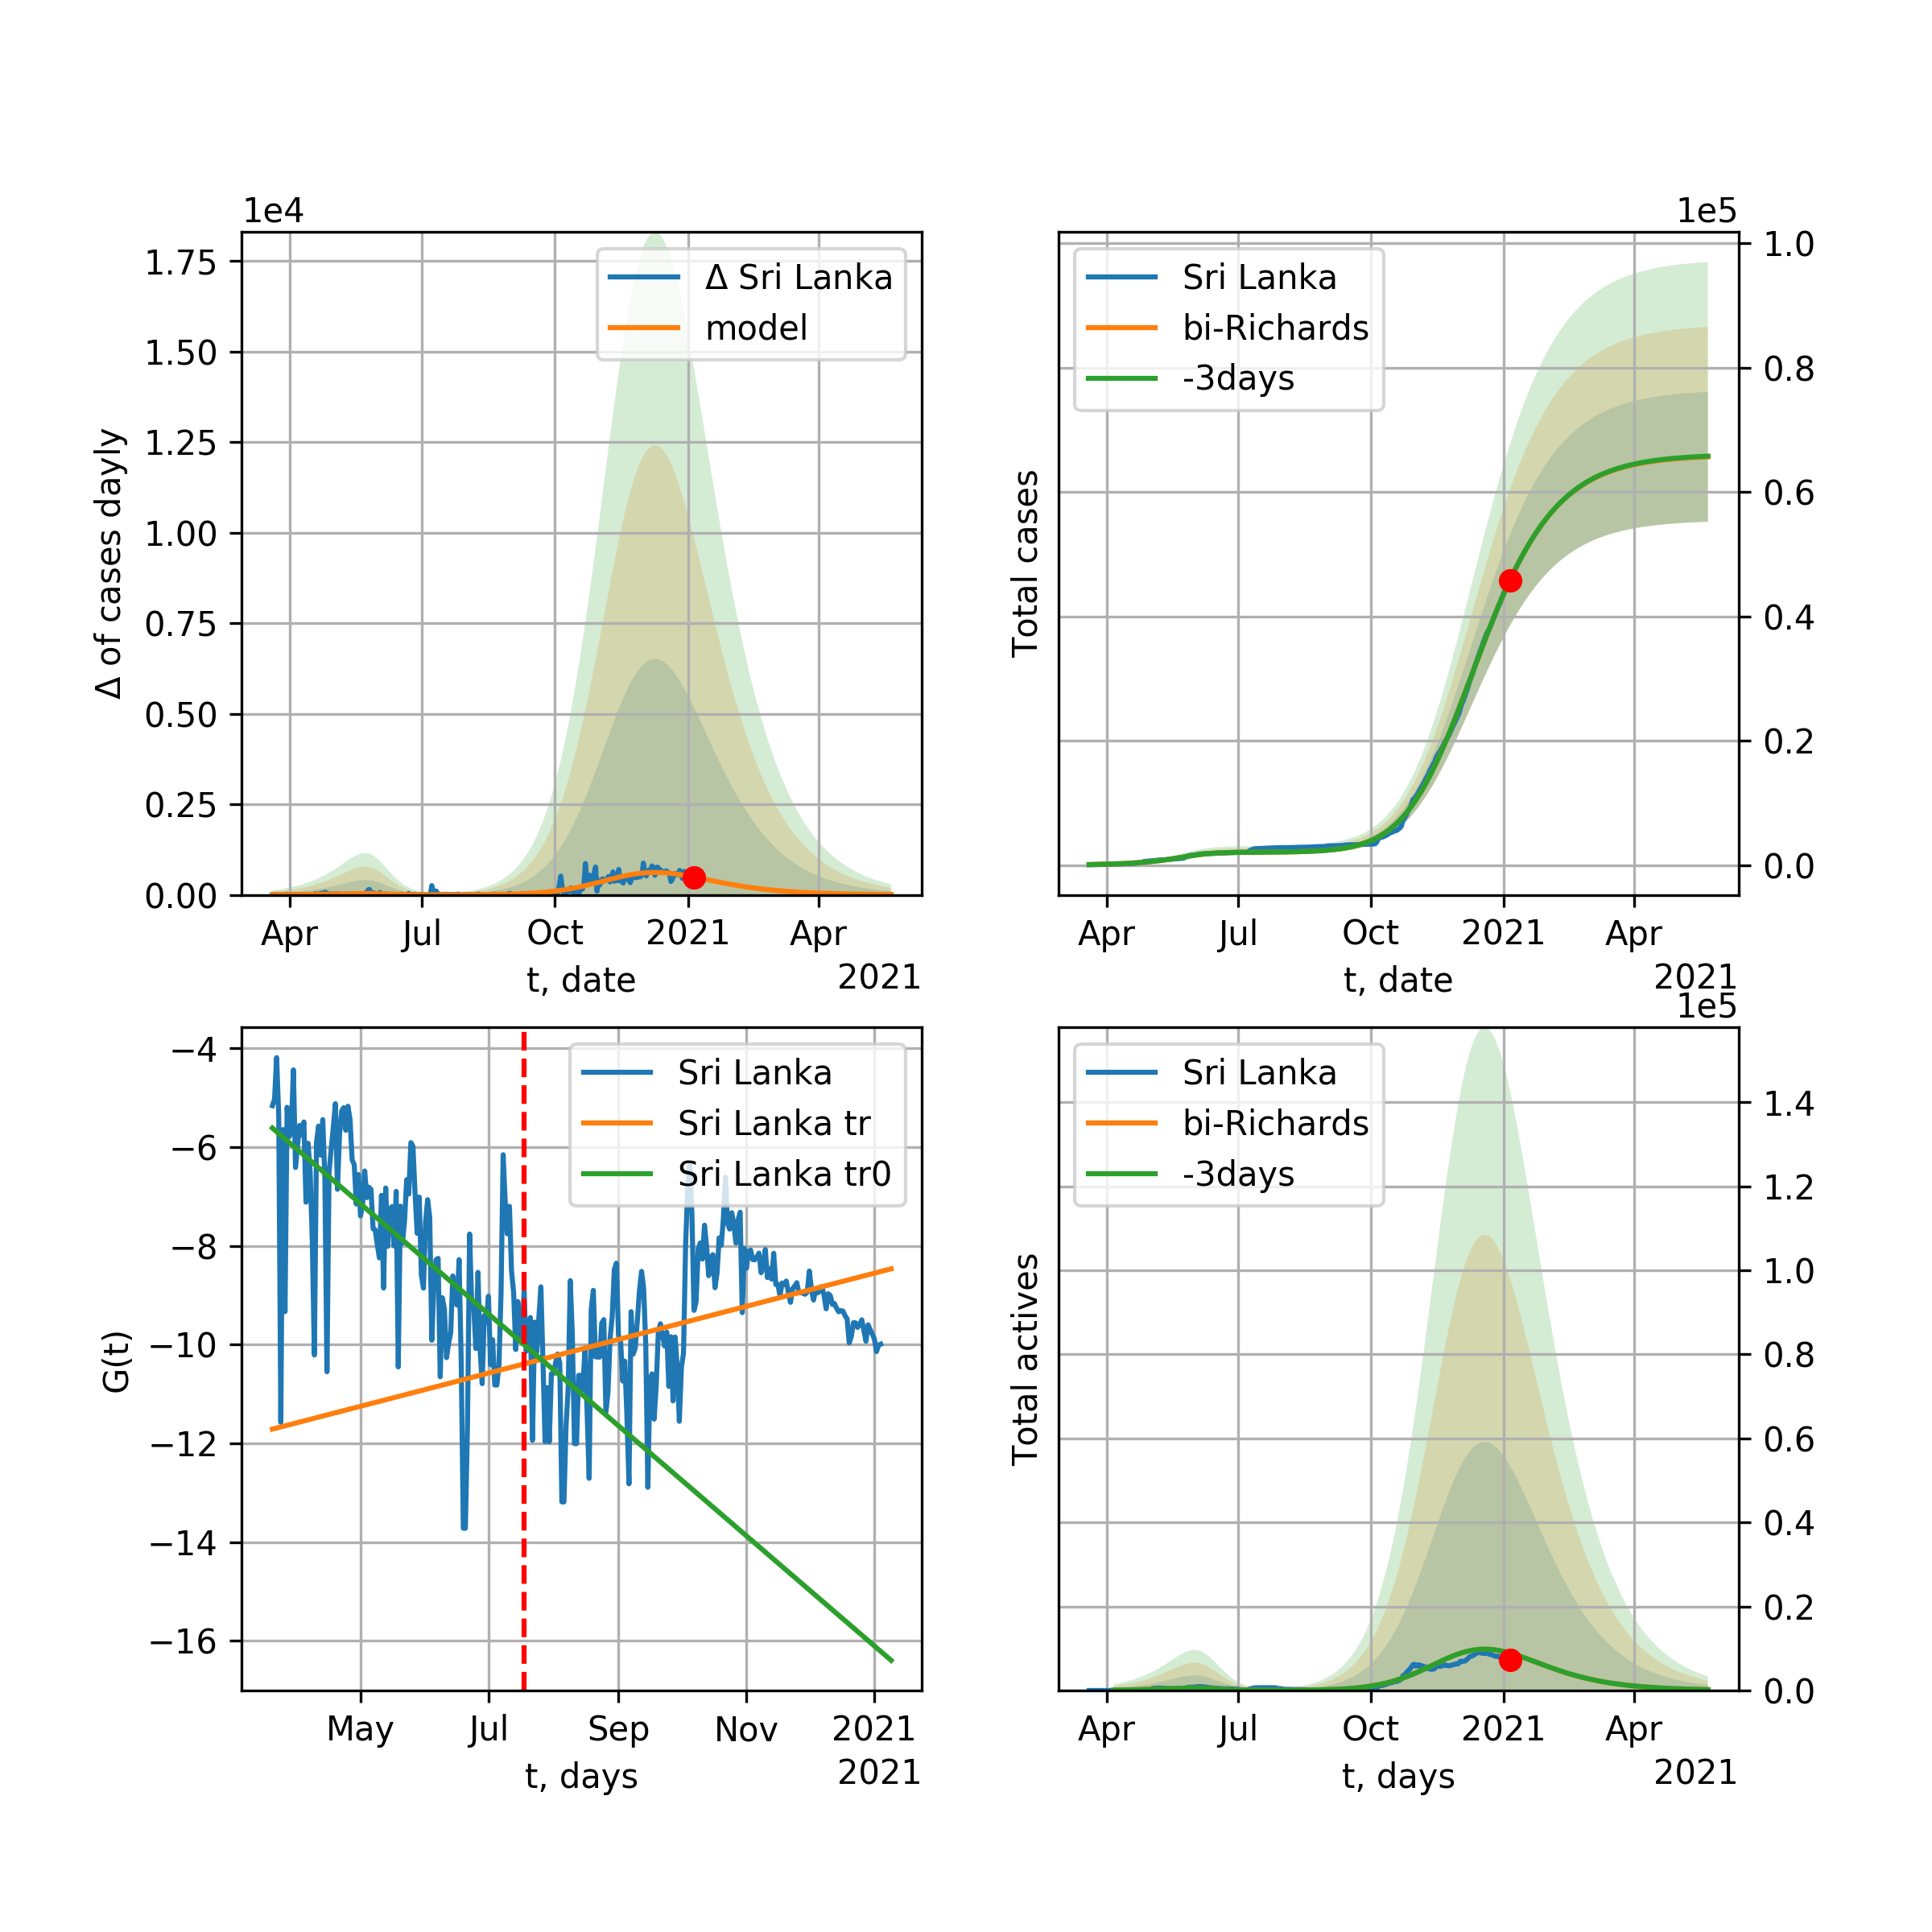 1e4
1.75
1.50
1.25
1.00
0.75
0.50
0.25
0.00
Δ of cases dayly
Δ Sri Lanka
model
Apr Jul Oct 2021 Apr
t, date
2021
1e5
Sri Lanka
bi-Richards
-3days
Total cases
1.0
0.8
0.6
0.4
0.2
0.0
Apr Jul Oct 2021 Apr
t, date
2021
−4
−6
−8
−10
−12
−14
−16
G(t)
Sri Lanka
Sri Lanka tr
Sri Lanka tr0
May Jul Sep Nov 2021
t, days
2021
1e5
Sri Lanka
bi-Richards
-3days
Total actives
1.4
1.2
1.0
0.8
0.6
0.4
0.2
0.0
Apr Jul Oct 2021 Apr
t, days
2021